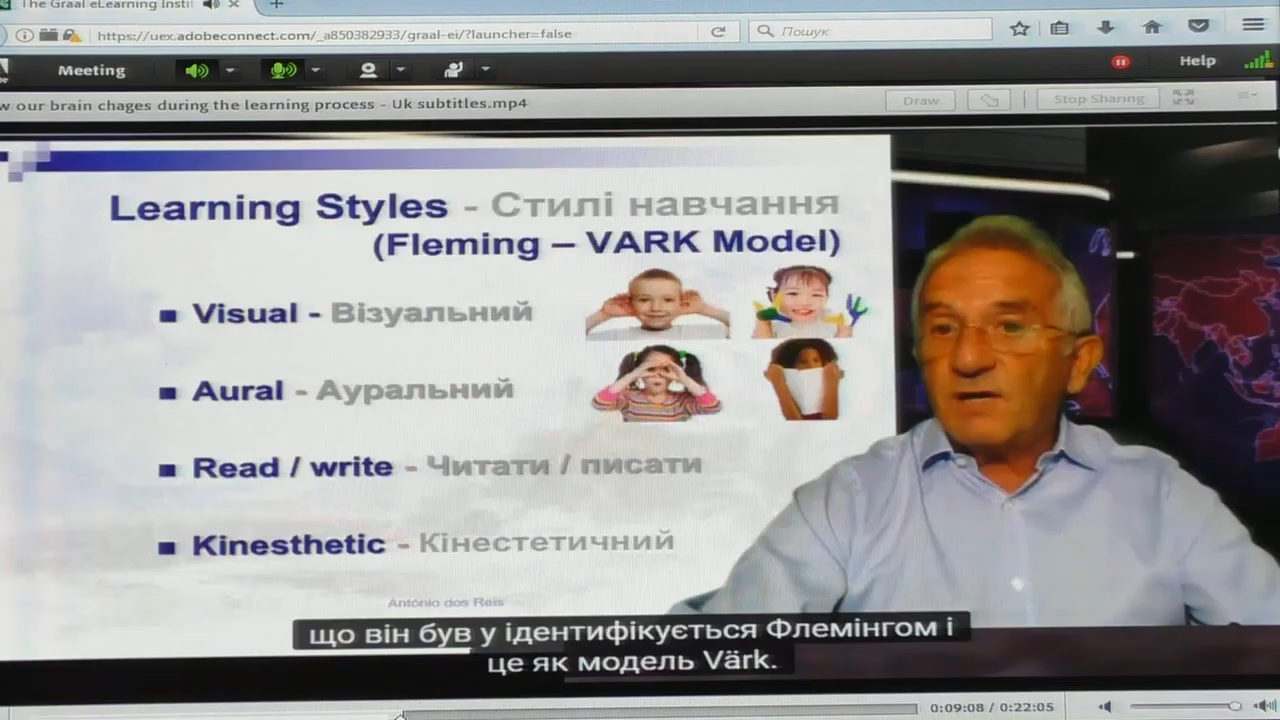 The Graal eLearning Insti
https://uex.adobeconnect.com/_a850382933/graal-ei/?launcher=false
Пошук
Meeting
Help
w our brain chages during the learning process - Uk subtitles.mp4
Draw
Stop Sharing
Learning Styles - Стилі навчання
(Fleming – VARK Model)
Visual - Візуальний
Aural - Ауральний
Read / write - Читати / писати
Kinesthetic - Кінестетичний
António dos Reis
що він був у ідентифікується Флемінгом і
це як модель Värk.
0:09:08 / 0:22:05